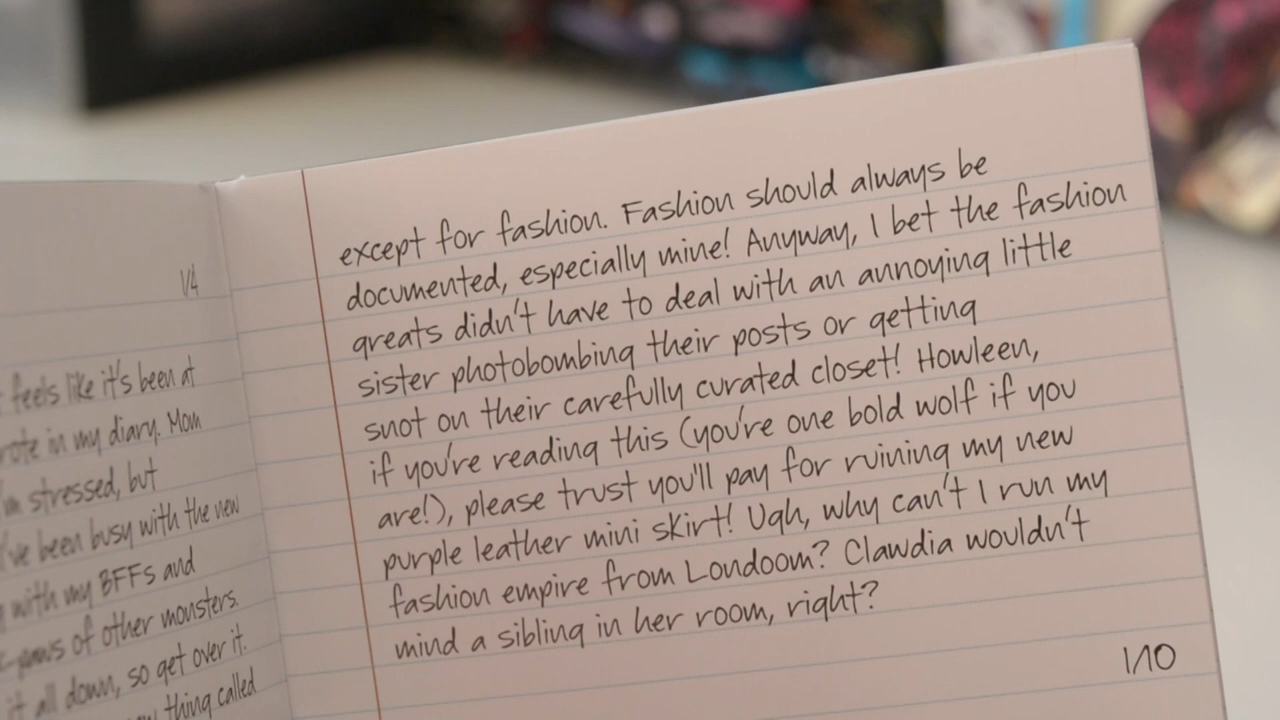 1/4
feels like it's been at
in my diary. Mom
I'm stressed, but
I've been busy with the new
with my BFFs and
paws of other monsters.
it all down, so get over it.
thing called
except for fashion. Fashion should always be
documented, especially mine! Anyway, I bet the fashion
greats didn't have to deal with an annoying little
sister photobombing their posts or getting
snot on their carefully curated closet! Howleen,
if you're reading this (you're one bold wolf if you
are!), please trust you'll pay for ruining my new
purple leather mini skirt! Ugh, why can't I run my
fashion empire from Londoom? Clawdia wouldn't
mind a sibling in her room, right?
1/10